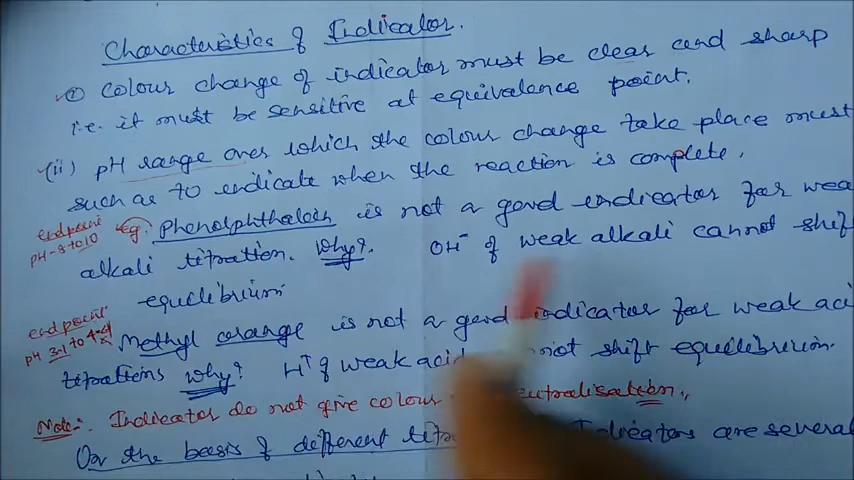 Characteristics of Indicator.
(i) Colour change of indicator must be clear and sharp
i.e. it must be sensitive at equivalence point.
(ii) pH range over which the colour change take place must
such as to indicate when the reaction is complete.
endpoint
pH-8 to 10
eg. Phenolphthalein is not a good indicator for wea
alkali titration. Why? OH⁻ of weak alkali cannot shif
equilibrium
endpoint
pH 3.1 to 4.4
Methyl orange is not a good indicator for weak aci
titrations why? H⁺ of weak acid not shift equilibrium.
Note:- Indicator do not give colour neutralisation.
On the basis of different Indicators are several